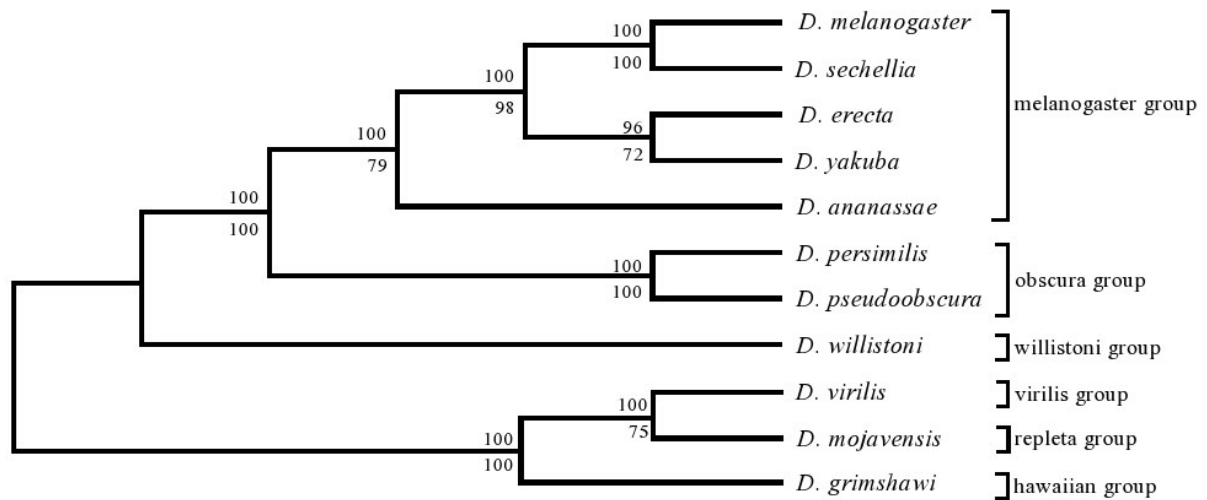 100
100
D. melanogaster
D. sechellia
100
98
melanogaster group
D. erecta
96
72
D. yakuba
100
79
D. ananassae
100
100
D. persimilis
100
100
obscura group
D. pseudoobscura
D. willistoni
willistoni group
D. virilis
virilis group
100
75
D. mojavensis
repleta group
100
100
D. grimshawi
hawaiian group